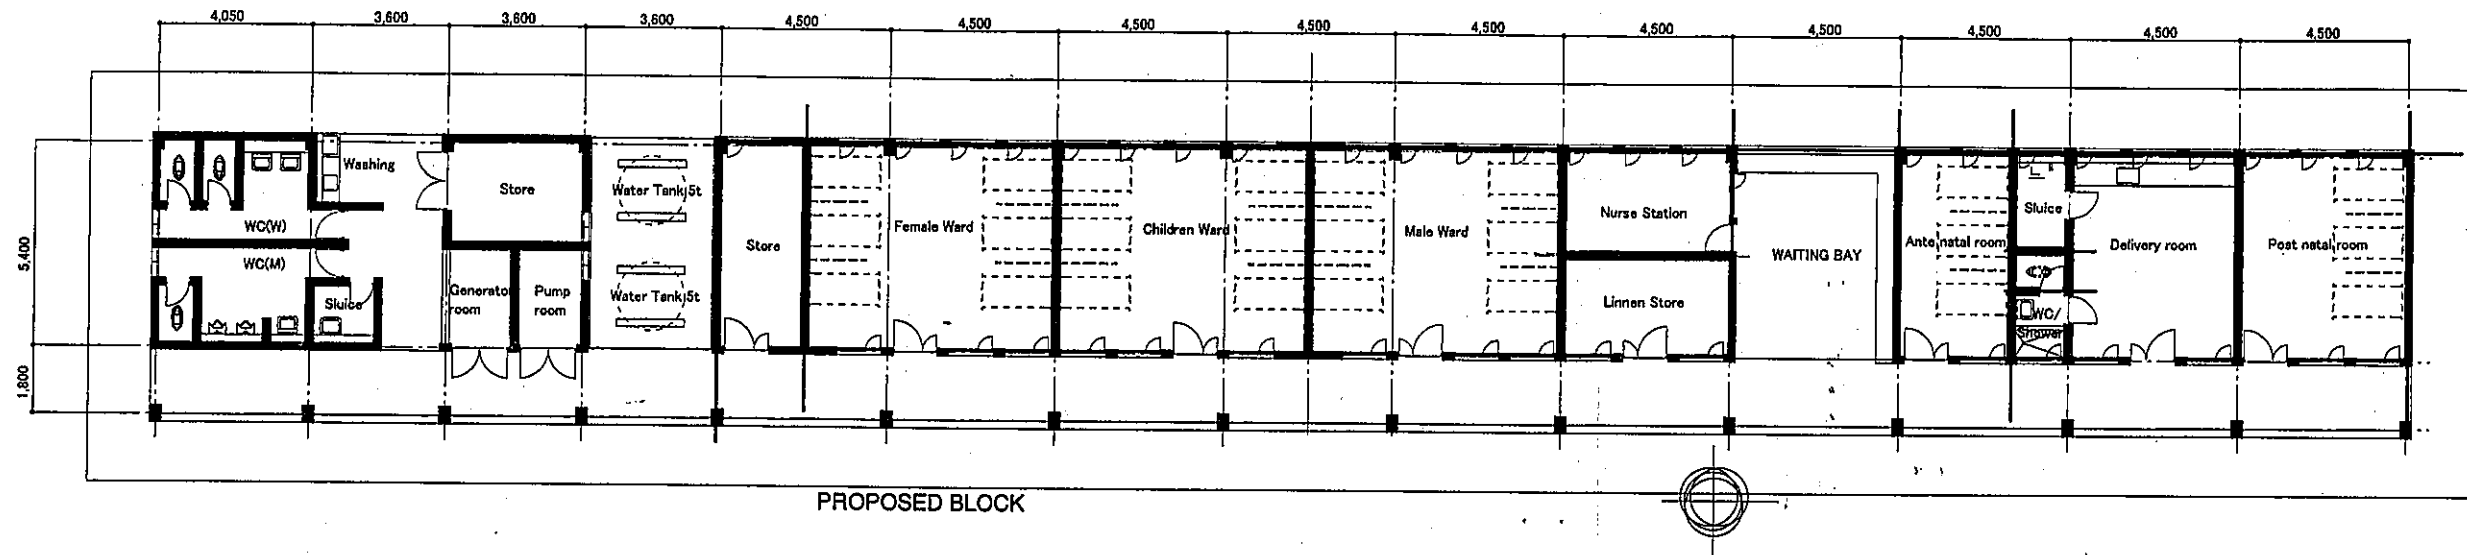 4,050
3,600
3,600
3,600
4,500
4,500
4,500
4,500
4,500
4,500
4,500
4,500
4,500
4,500
5,400
1,800
Washing
Store
Water Tank 5t
WC(W)
WC(M)
Sluice
Generator
room
Pump
room
Water Tank 5t
Store
Female Ward
Children Ward
Male Ward
Nurse Station
Linnen Store
WAITING BAY
Ante natal room
Sluice
WC/
Shower
Delivery room
Post natal room
PROPOSED BLOCK